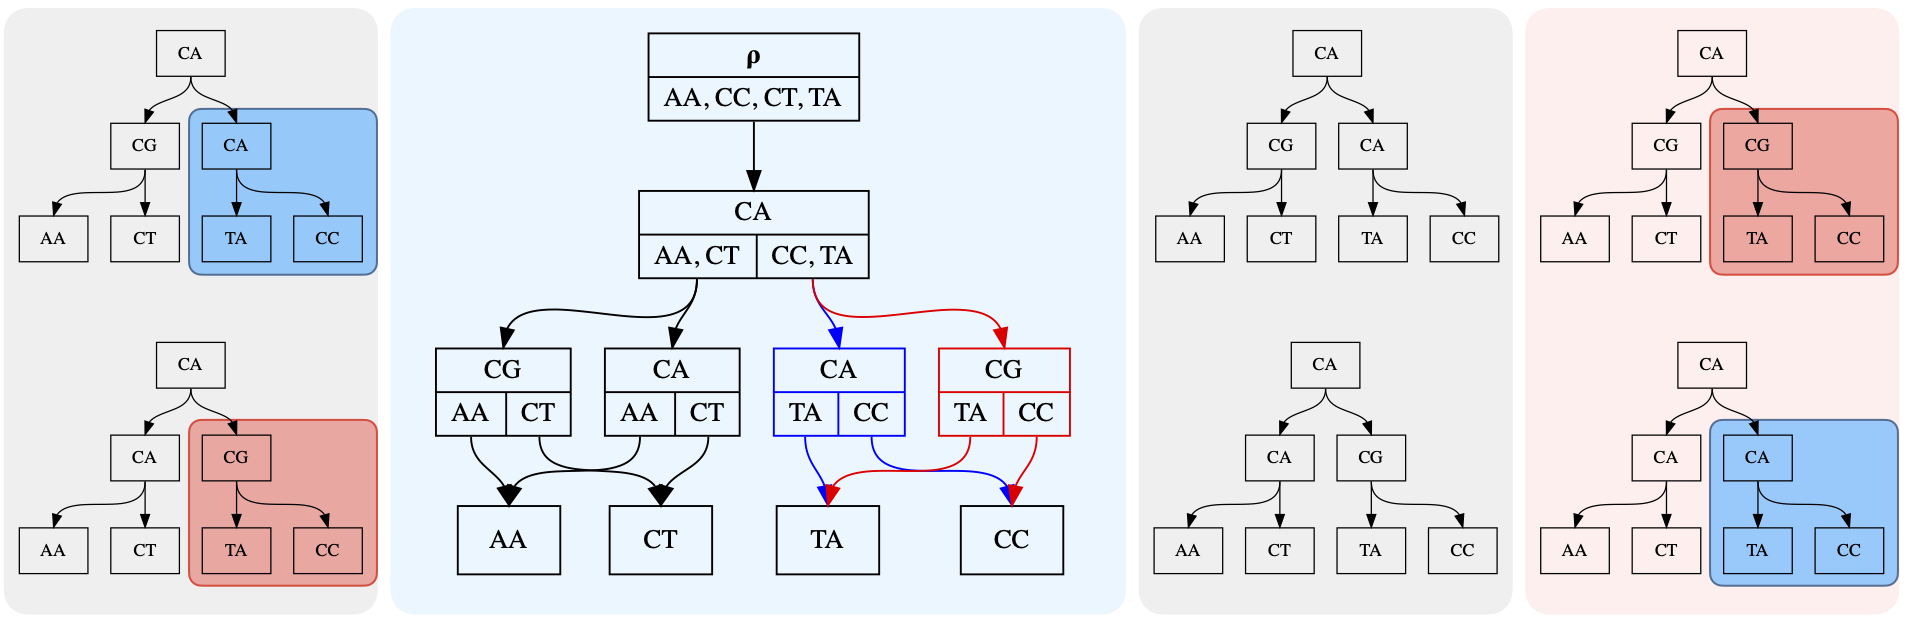 CA
CG CA
AA CT TA CC
CA
CA CG
AA CT TA CC
ρ
AA, CC, CT, TA
CA
AA, CT CC, TA
CG CA CA CG
AA CT AA CT TA CC TA CC
AA CT TA CC
CA
CG CA
AA CT TA CC
CA
CA CG
AA CT TA CC
CA
CG CG
AA CT TA CC
CA
CA CA
AA CT TA CC